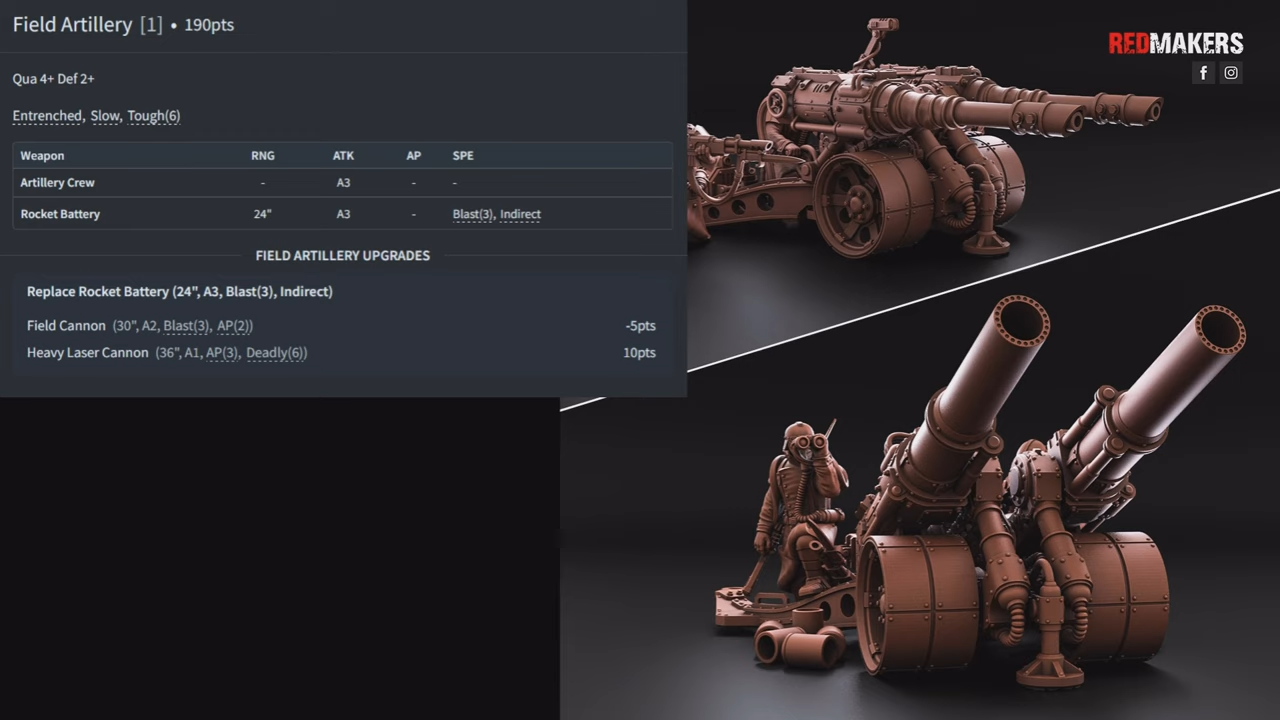 Field Artillery [1] • 190pts
Qua 4+ Def 2+
Entrenched, Slow, Tough(6)
Weapon RNG ATK AP SPE
Artillery Crew - A3 - -
Rocket Battery 24" A3 - Blast(3), Indirect
FIELD ARTILLERY UPGRADES
Replace Rocket Battery (24", A3, Blast(3), Indirect)
Field Cannon (30", A2, Blast(3), AP(2)) -5pts
Heavy Laser Cannon (36", A1, AP(3), Deadly(6)) 10pts
REDMAKERS